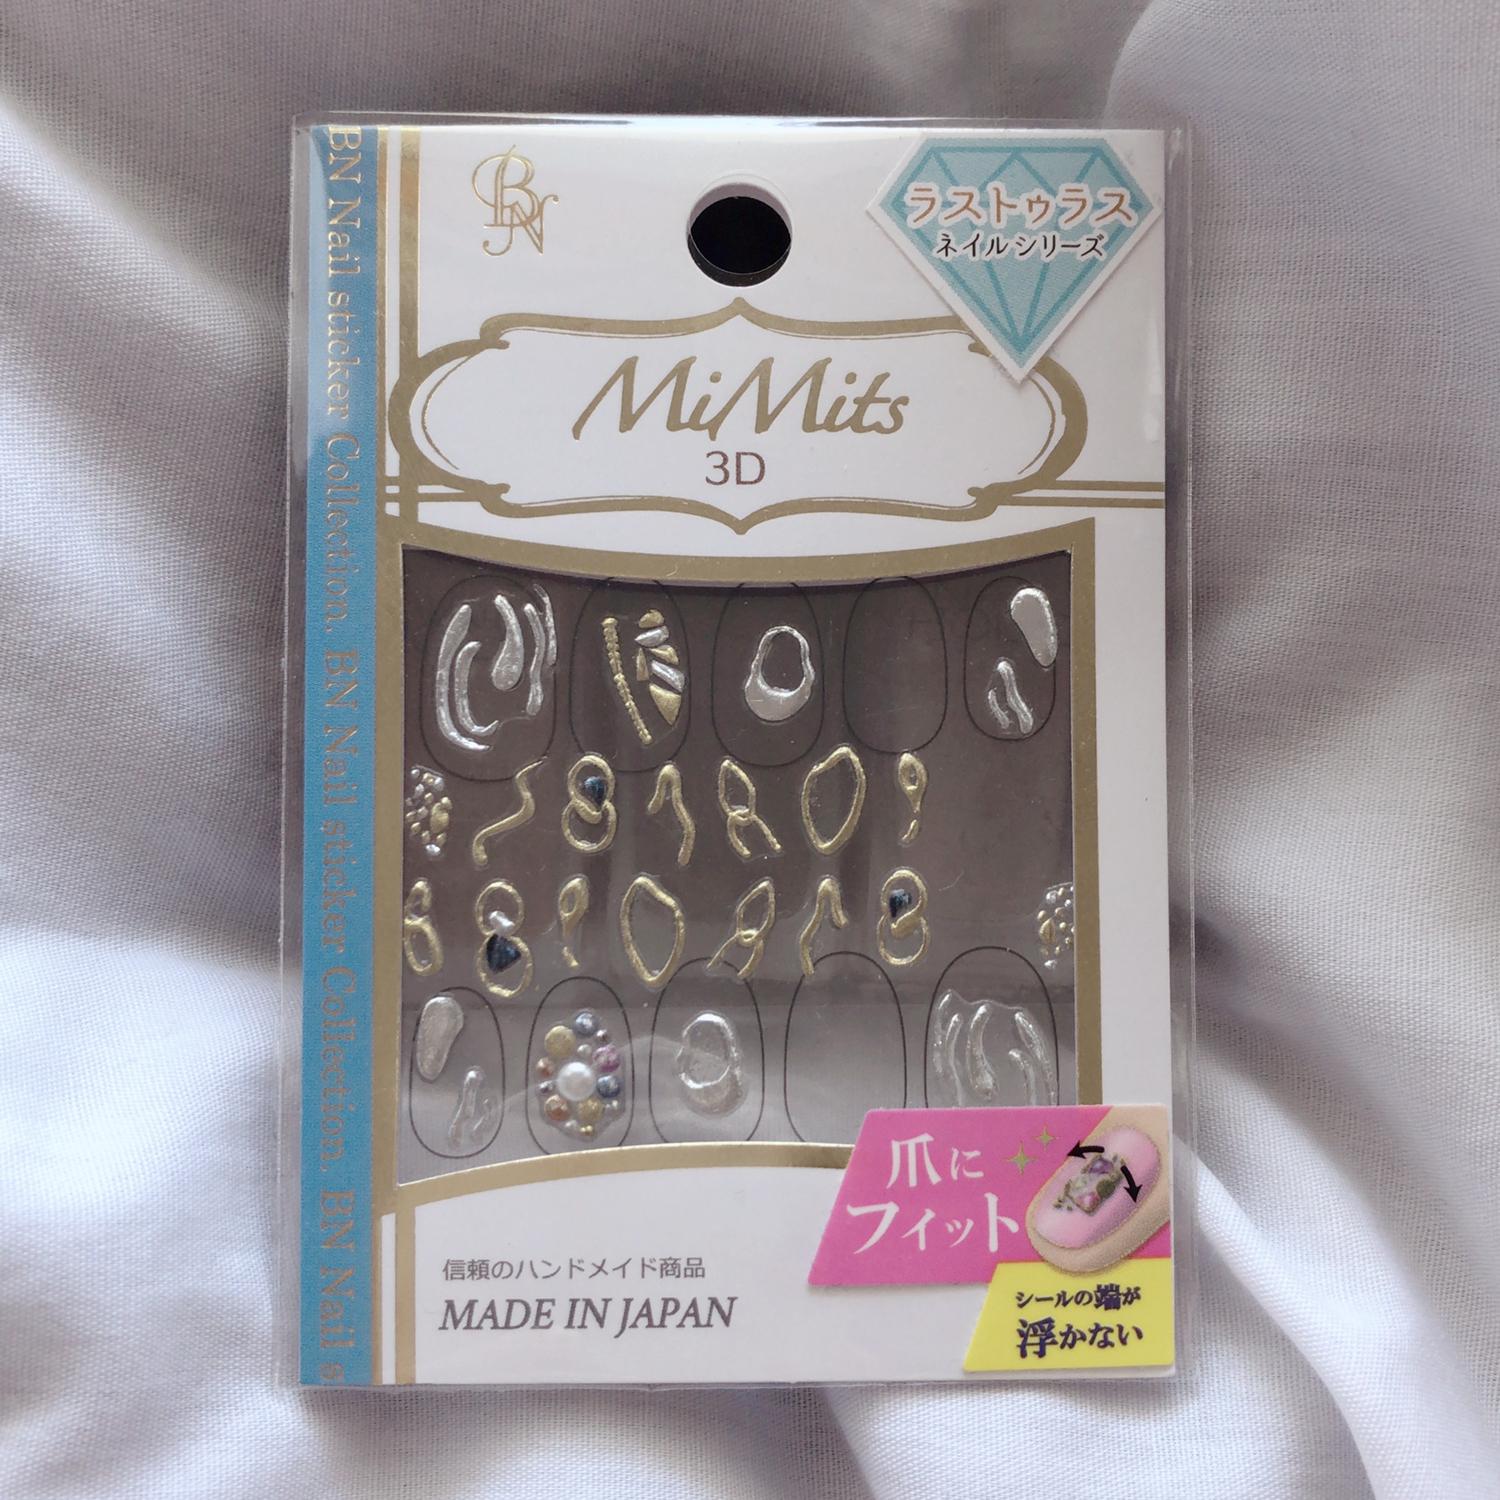 BN
ラストゥラス
ネイルシリーズ
MiMits
3D
BN Nail sticker Collection. BN Nail sticker Collection. BN Nail s
爪に
フィット
シールの端が
浮かない
信頼のハンドメイド商品
MADE IN JAPAN